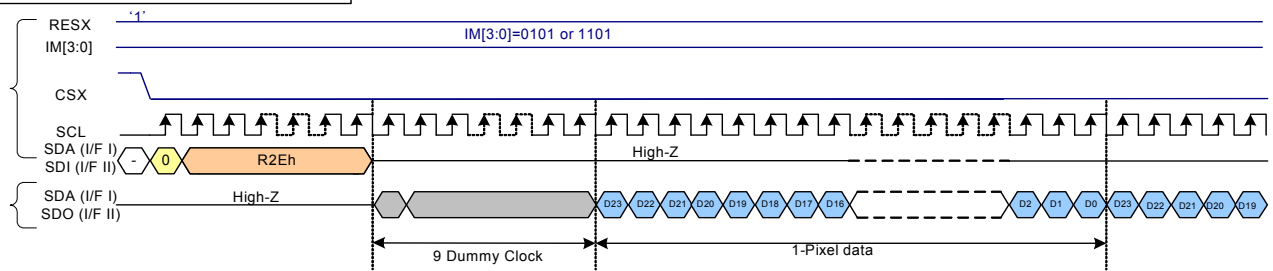 RESX '1'
IM[3:0] IM[3:0]=0101 or 1101
CSX
SCL
SDA (I/F I)
SDI (I/F II)
- 0 R2Eh High-Z
SDA (I/F I)
SDO (I/F II)
High-Z D23 D22 D21 D20 D19 D18 D17 D16 D2 D1 D0 D23 D22 D21 D20 D19
9 Dummy Clock 1-Pixel data